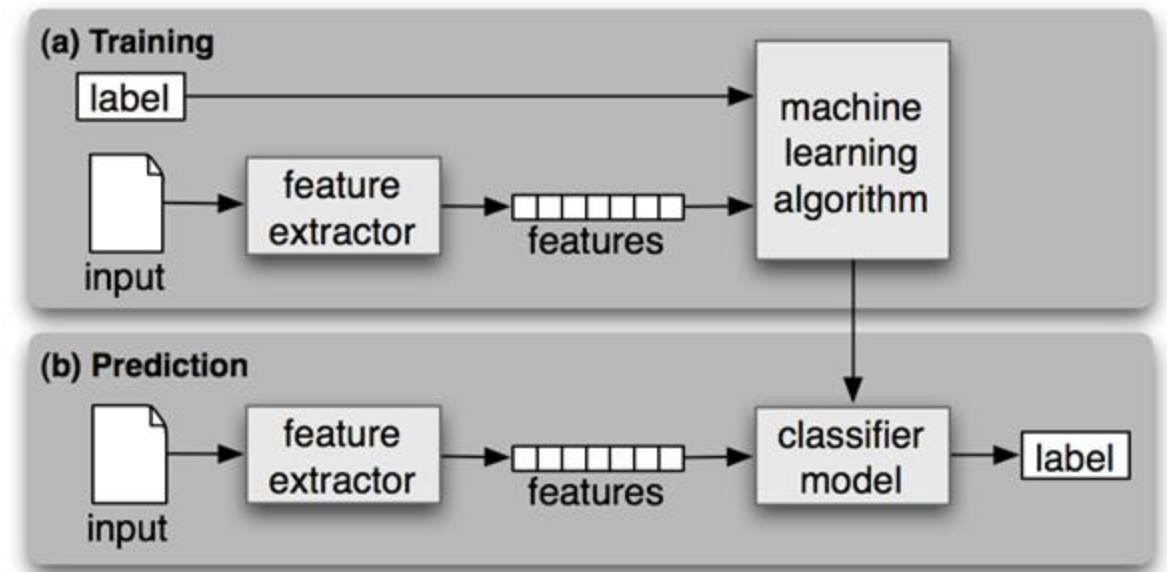 (a) Training
label
machine
learning
algorithm
feature
extractor
features
input
(b) Prediction
feature
extractor
features
classifier
model
label
input